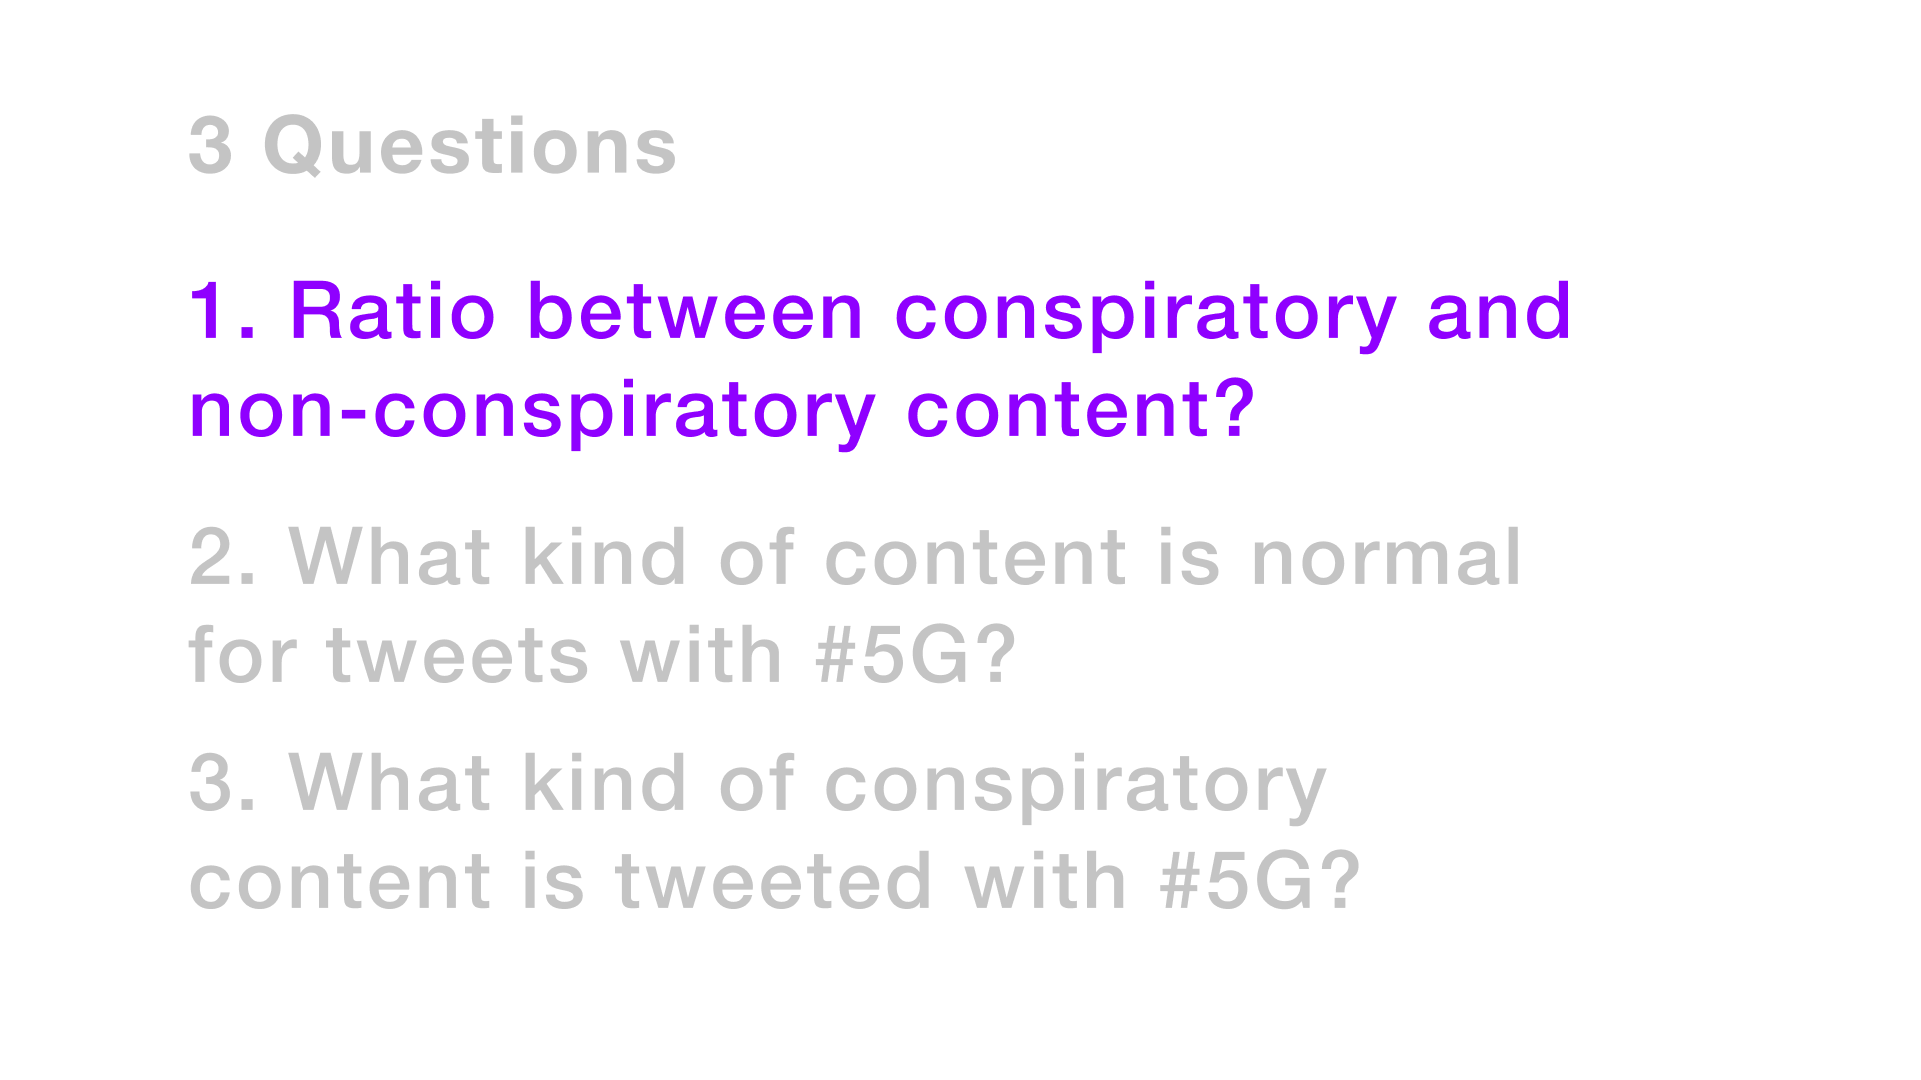 3 Questions
1. Ratio between conspiratory and
non-conspiratory content?
2. What kind of content is normal
for tweets with #5G?
3. What kind of conspiratory
content is tweeted with #5G?